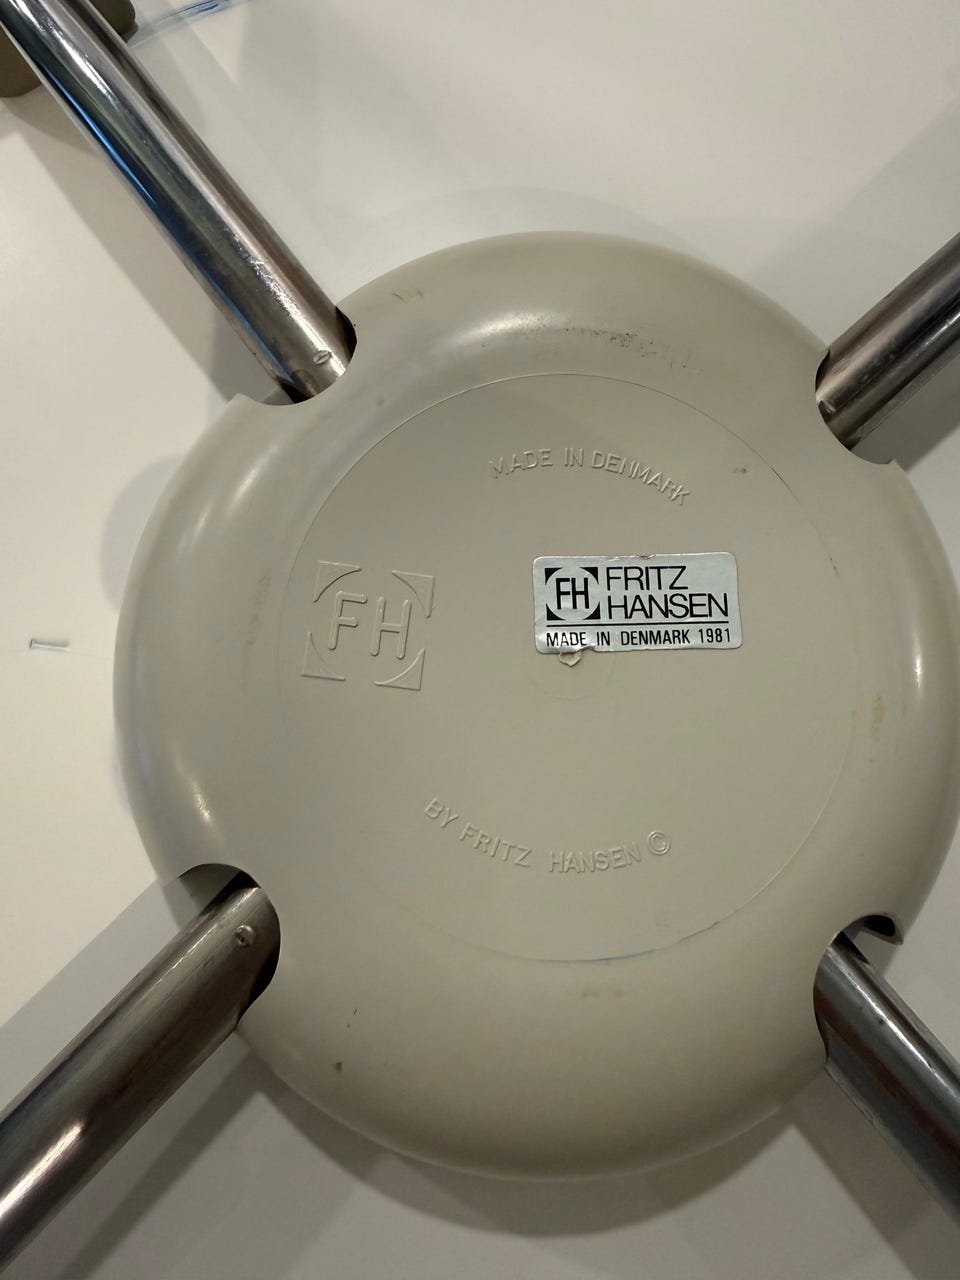 MADE IN DENMARK
FH
FH
FRITZ
HANSEN
MADE IN DENMARK 1981
BY FRITZ HANSEN ©